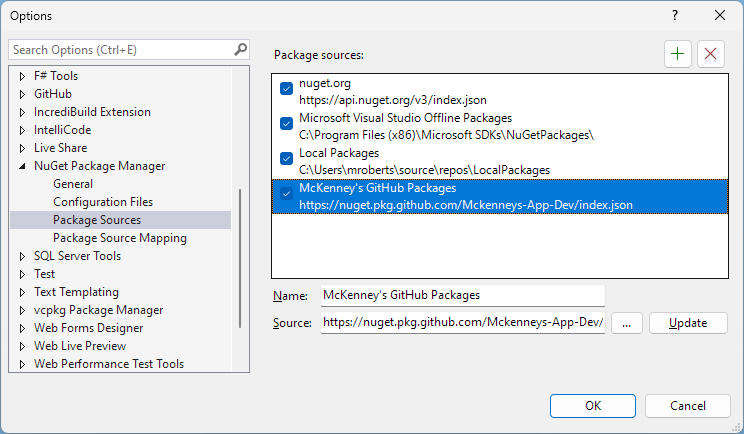 Options
?
Search Options (Ctrl+E)
F# Tools
GitHub
IncrediBuild Extension
IntelliCode
Live Share
NuGet Package Manager
General
Configuration Files
Package Sources
Package Source Mapping
SQL Server Tools
Test
Text Templating
vcpkg Package Manager
Web Forms Designer
Web Live Preview
Web Performance Test Tools
Package sources:
nuget.org
https://api.nuget.org/v3/index.json
Microsoft Visual Studio Offline Packages
C:\Program Files (x86)\Microsoft SDKs\NuGetPackages\
Local Packages
C:\Users\mroberts\source\repos\LocalPackages
McKenney's GitHub Packages
https://nuget.pkg.github.com/Mckenneys-App-Dev/index.json
Name: McKenney's GitHub Packages
Source: https://nuget.pkg.github.com/Mckenneys-App-Dev/ ... Update
OK Cancel